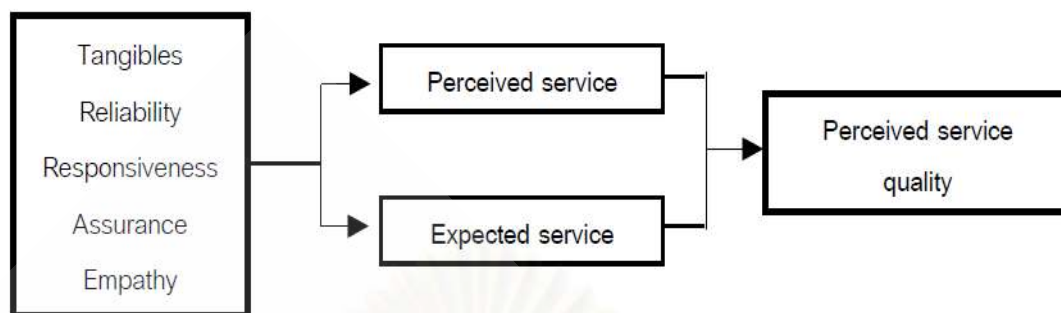 Tangibles
Reliability
Responsiveness
Assurance
Empathy
Perceived service
Expected service
Perceived service
quality